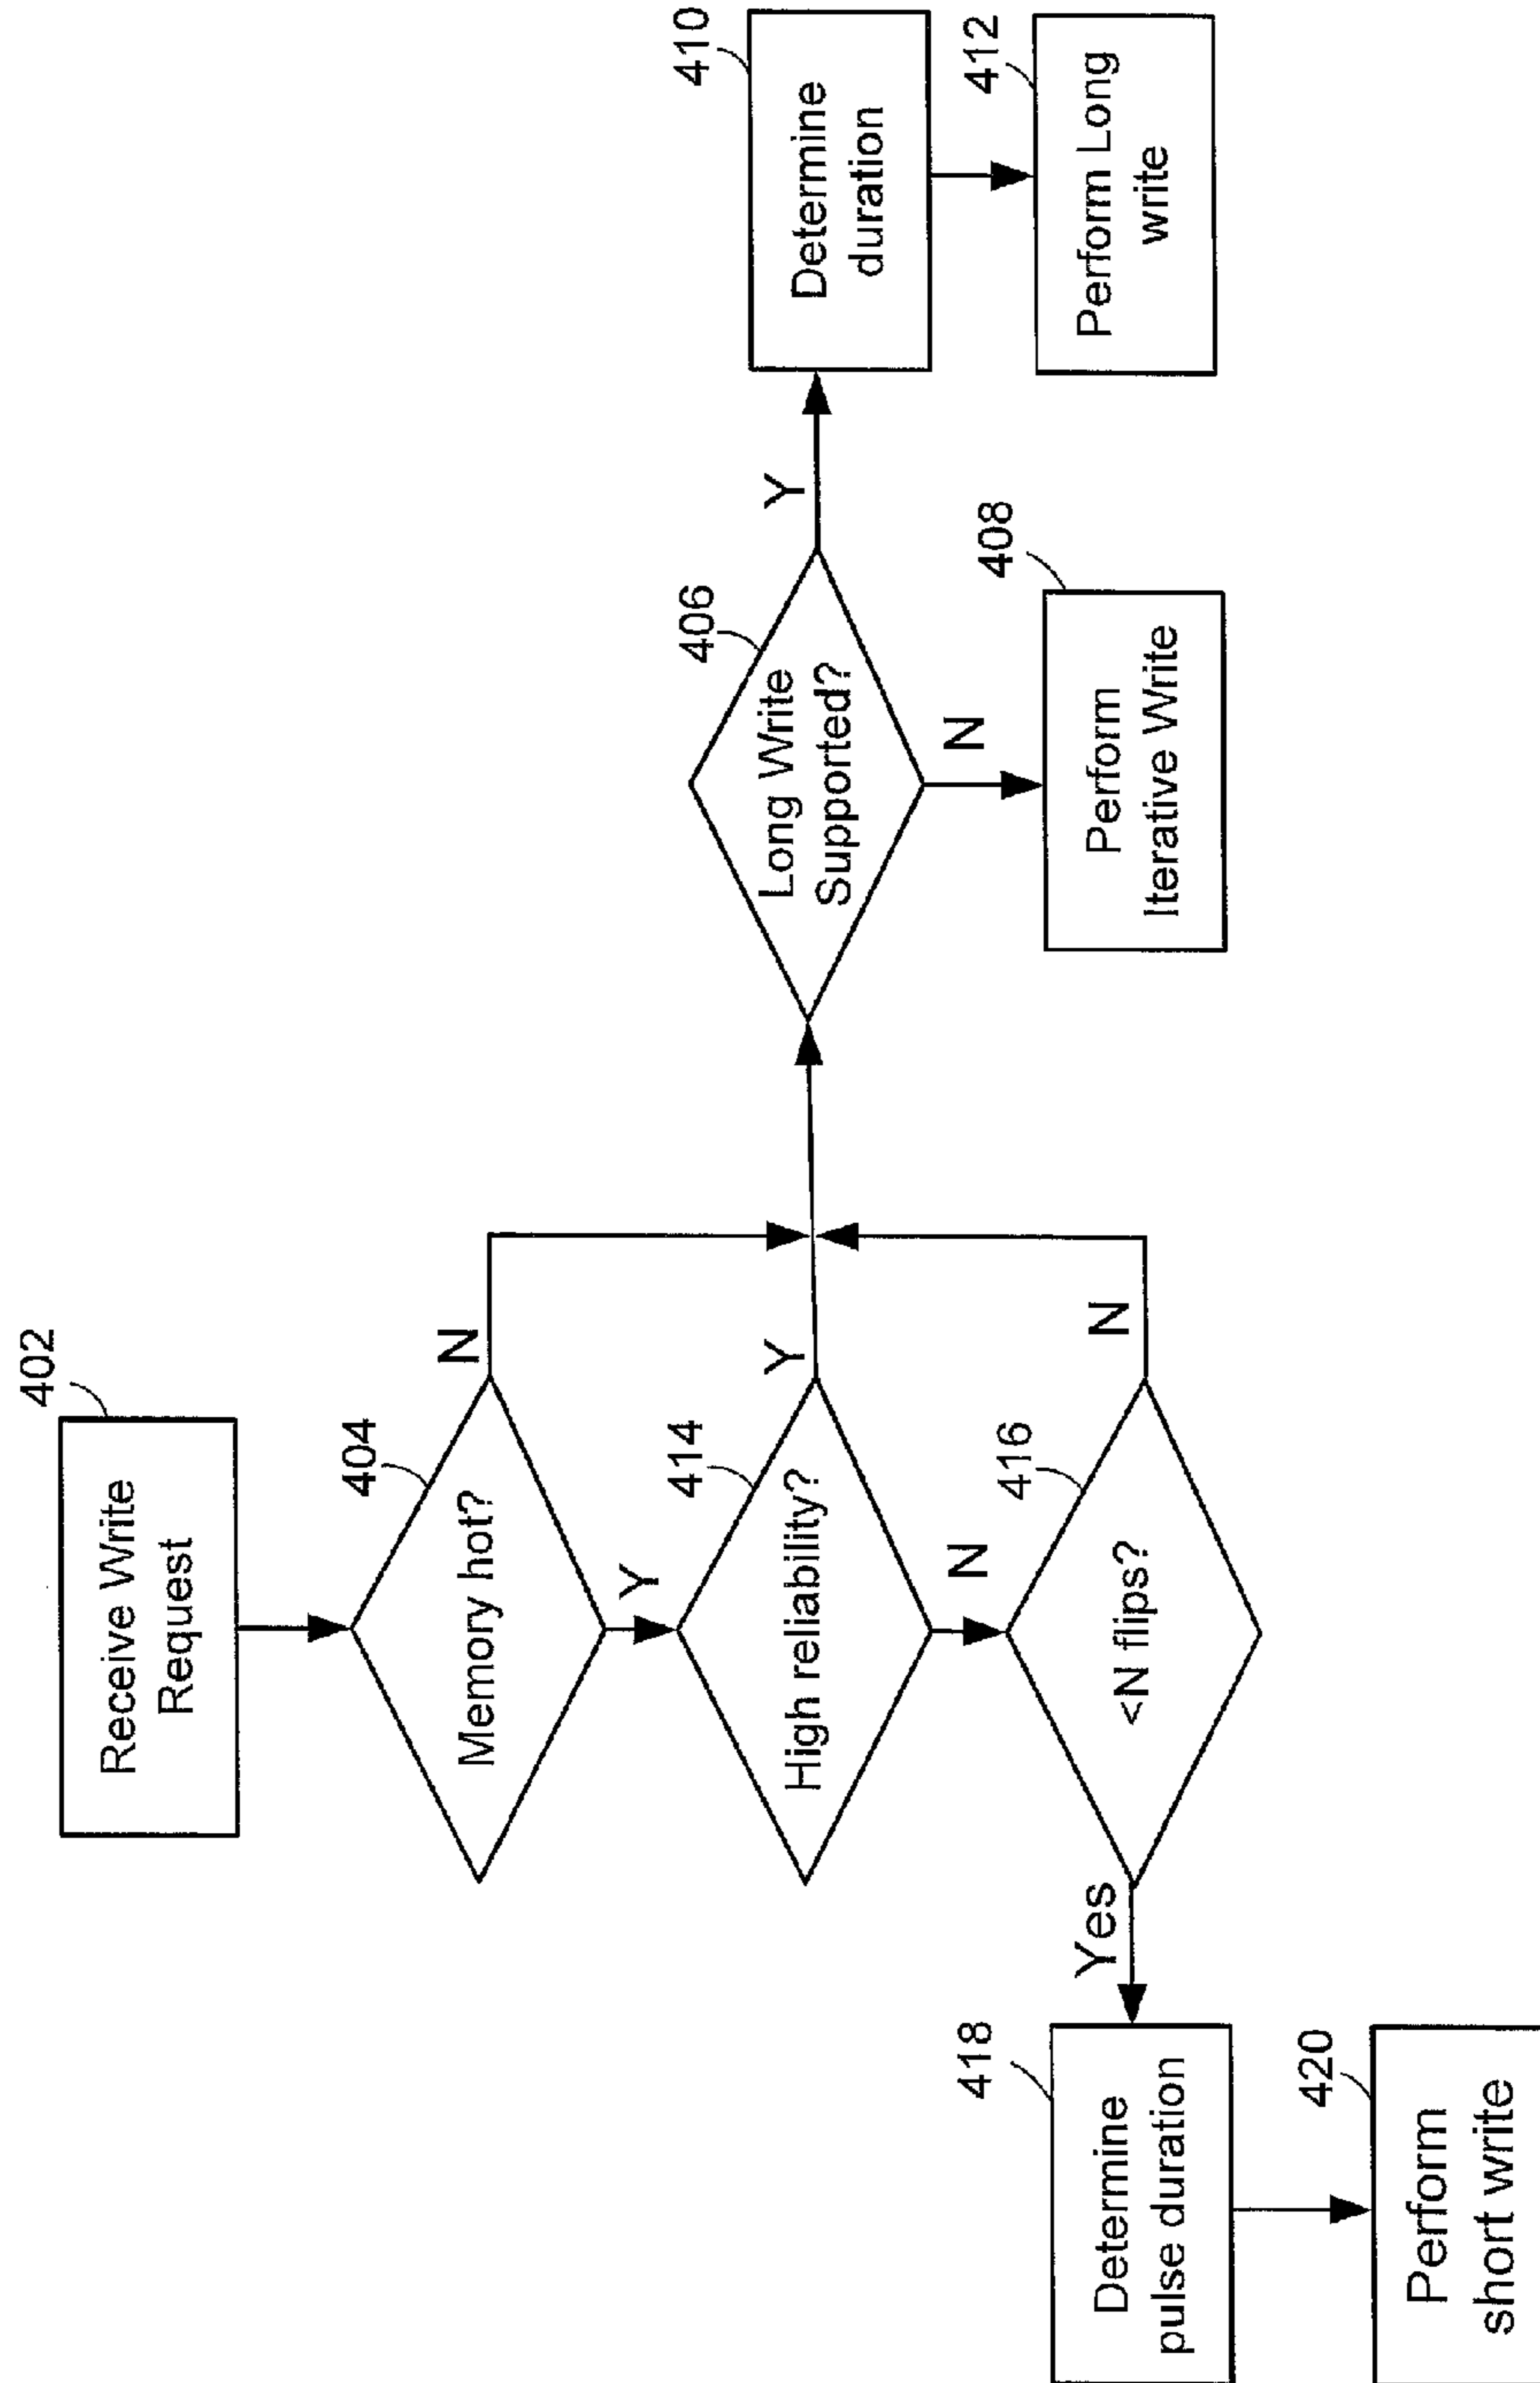 402
Receive Write
Request
404
Memory hot?
N
Y
414
High reliability?
Y
N
416
<N flips?
N
Yes
418
Determine
pulse duration
420
Perform
short write
406
Long Write
Supported?
Y
N
408
Perform
Iterative Write
410
Determine
duration
412
Perform Long
write